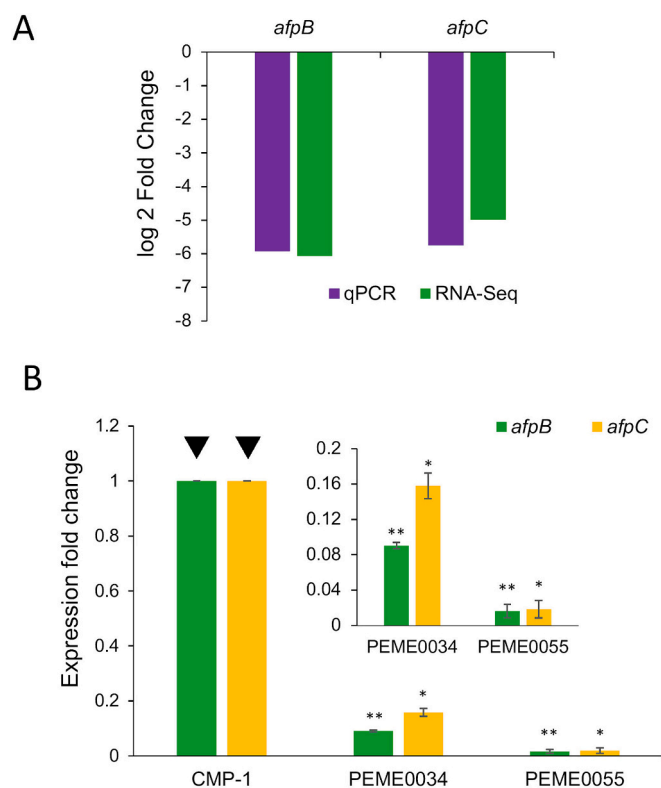 A
afpB afpC
log 2 Fold Change
0
-1
-2
-3
-4
-5
-6
-7
-8
qPCR RNA-Seq
B
Expression fold change
1.2
1
0.8
0.6
0.4
0.2
0
afpB afpC
0.2
0.16
0.12
0.08
0.04
0
** * ** *
PEME0034 PEME0055
** * ** *
CMP-1 PEME0034 PEME0055